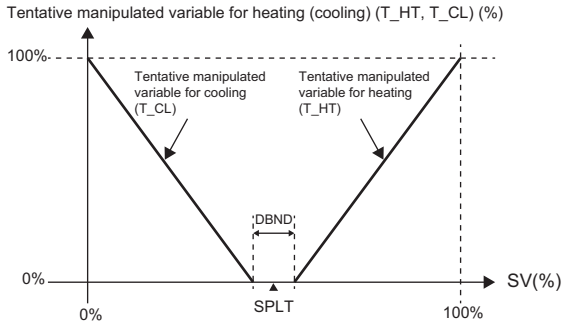 Tentative manipulated variable for heating (cooling) (T_HT, T_CL) (%)
100%
Tentative manipulated
variable for cooling
(T_CL)
Tentative manipulated
variable for heating
(T_HT)
DBND
0%
SV(%)
0%
SPLT
100%